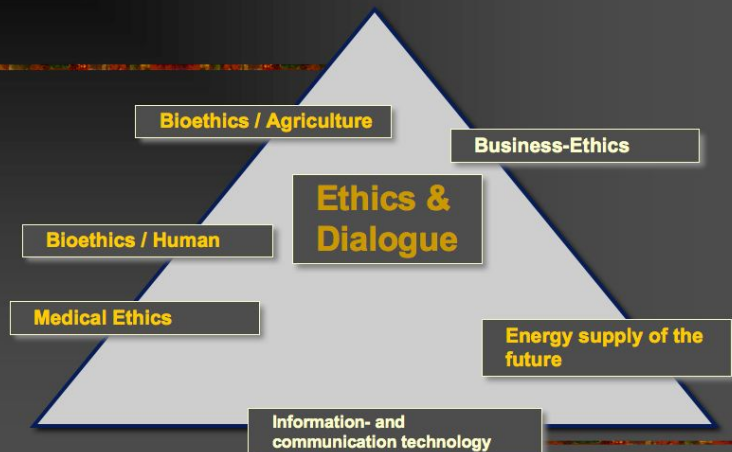 Bioethics / Agriculture
Business-Ethics
Ethics &
Dialogue
Bioethics / Human
Medical Ethics
Energy supply of the
future
Information- and
communication technology